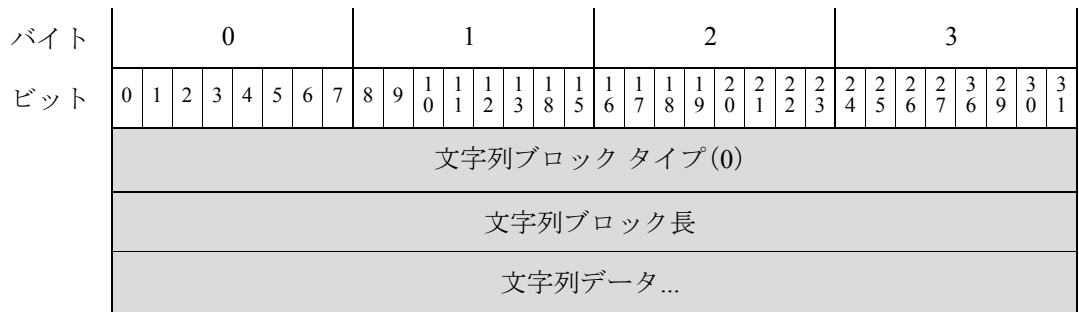 バイト 0 1 2 3
ビット 0 1 2 3 4 5 6 7 8 9 10 11 12 13 18 15 16 17 18 19 20 21 22 23 24 25 26 27 36 29 30 31
文字列ブロック タイプ(0)
文字列ブロック長
文字列データ...